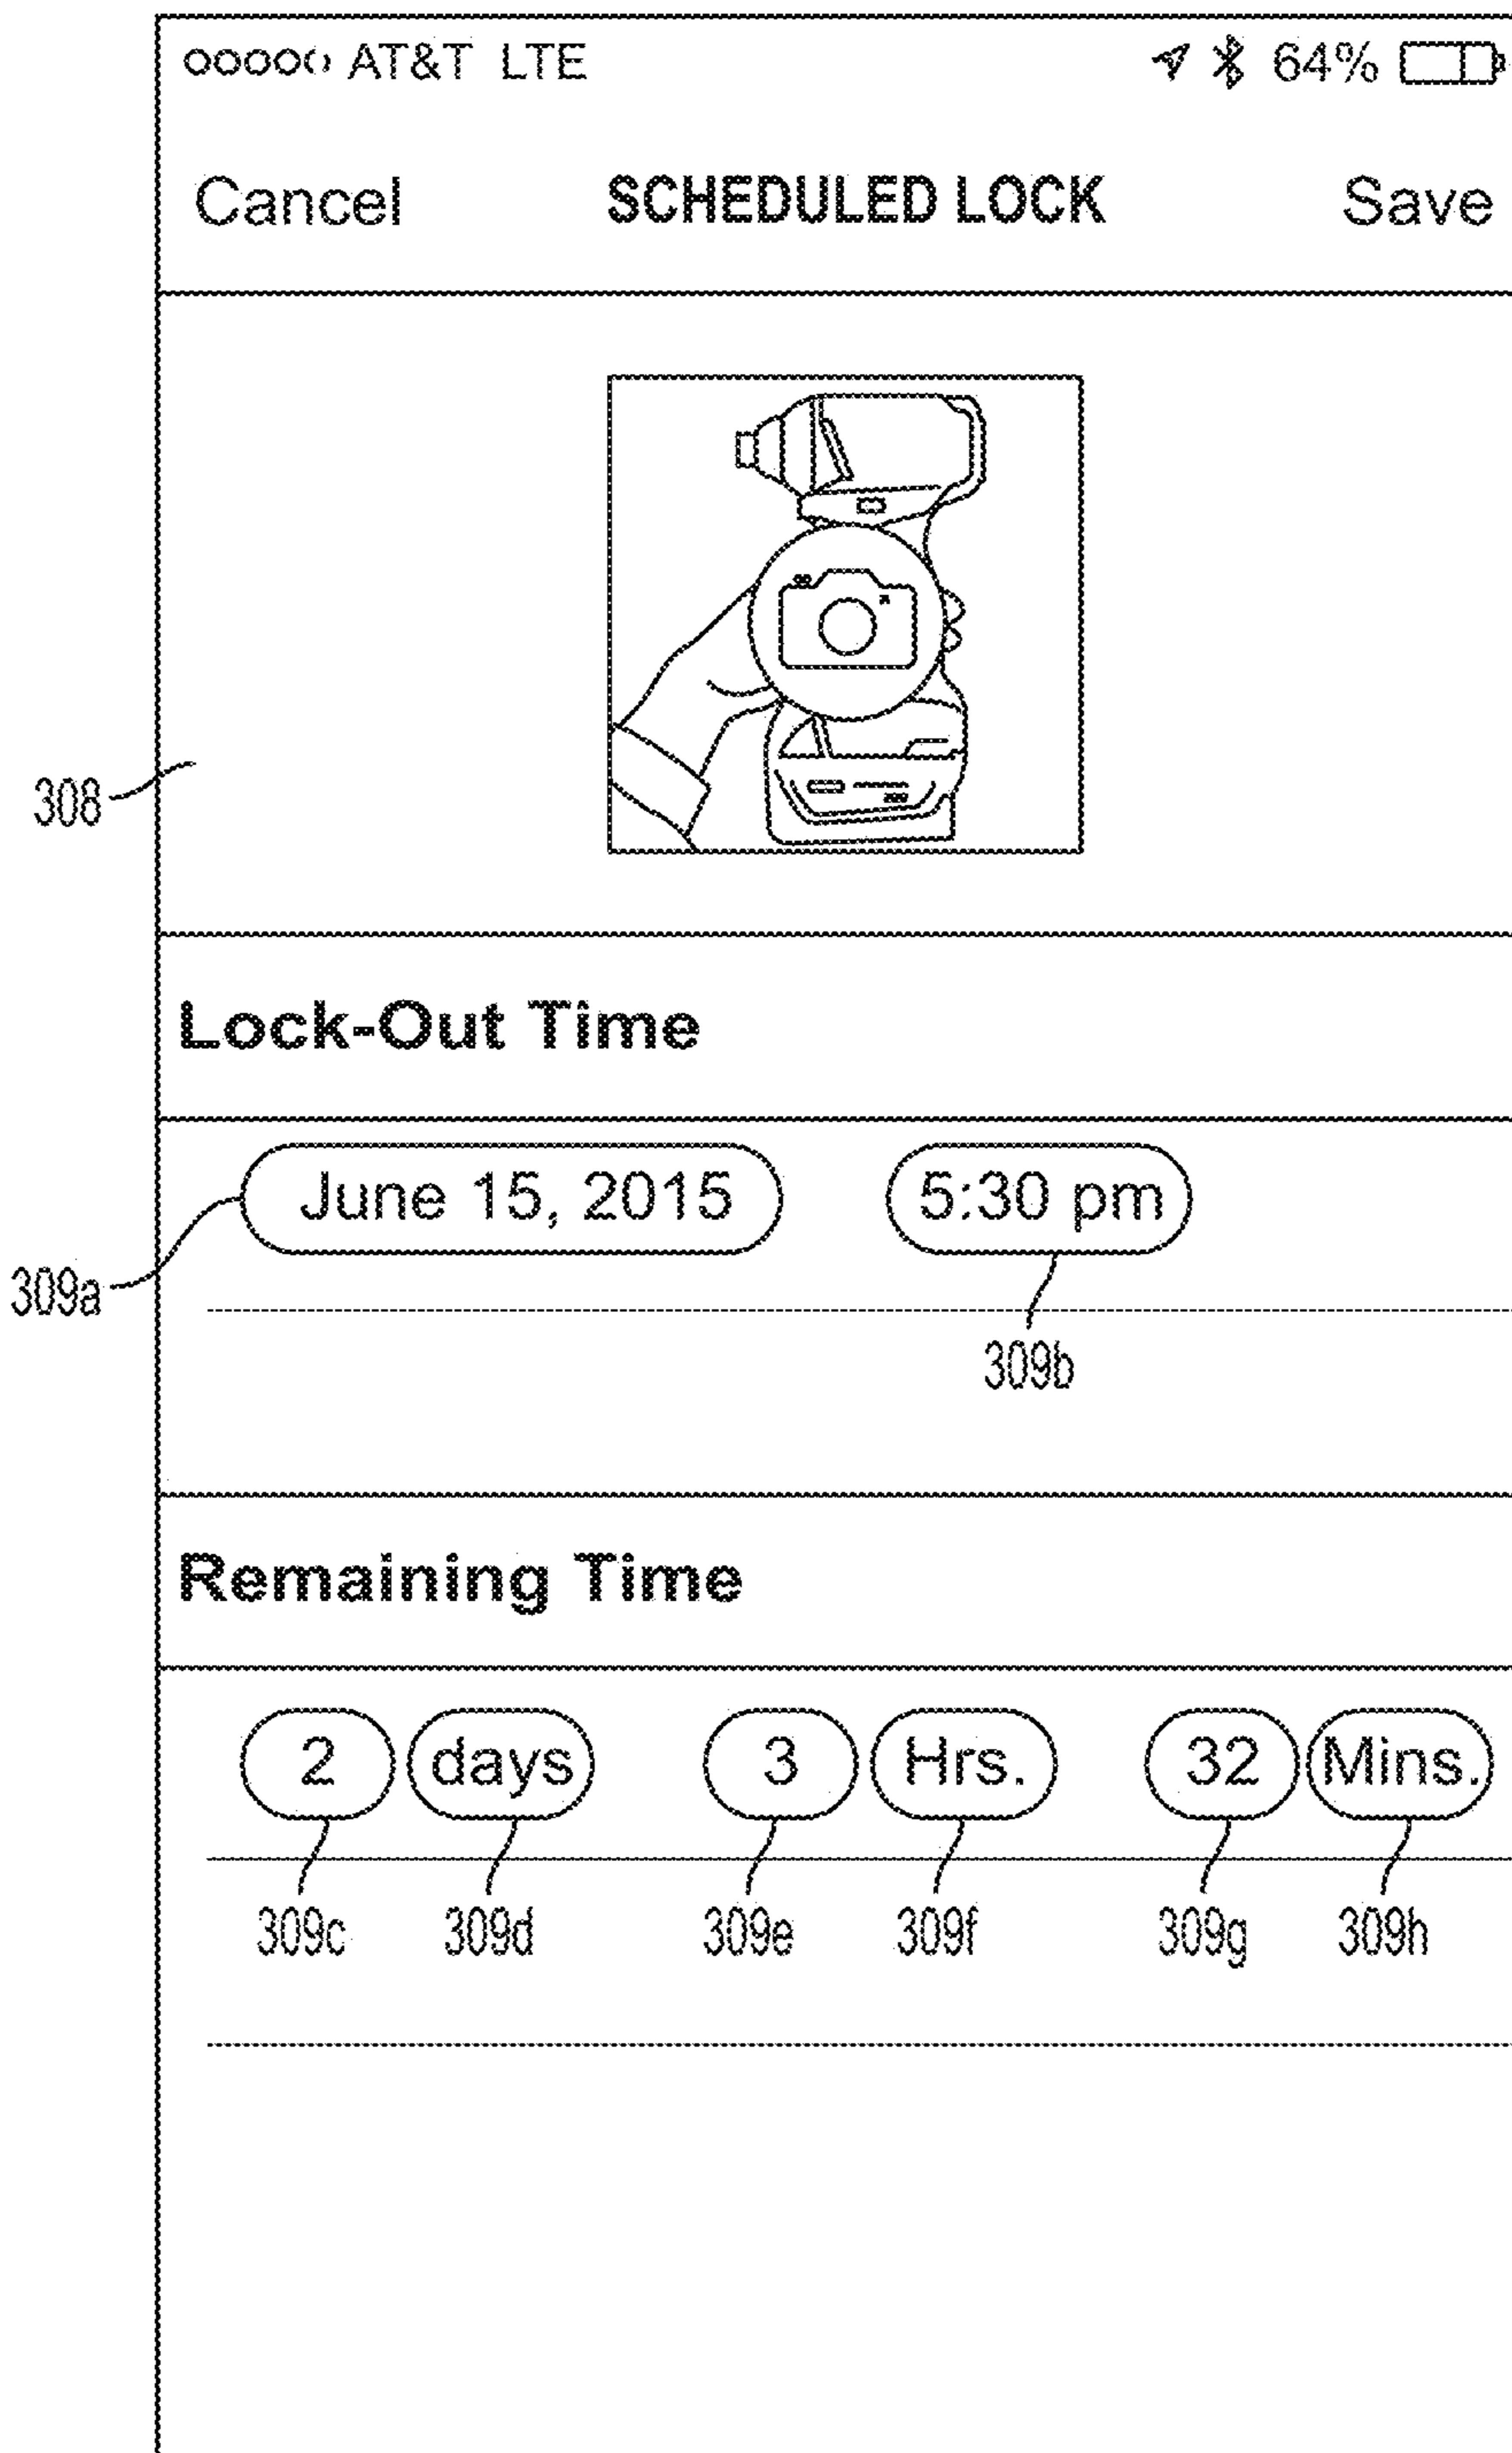 AT&T LTE 64%
Cancel SCHEDULED LOCK Save
308
Lock-Out Time
June 15, 2015 5:30 pm
309a
309b
Remaining Time
2 days 3 Hrs. 32 Mins.
309c 309d 309e 309f 309g 309h